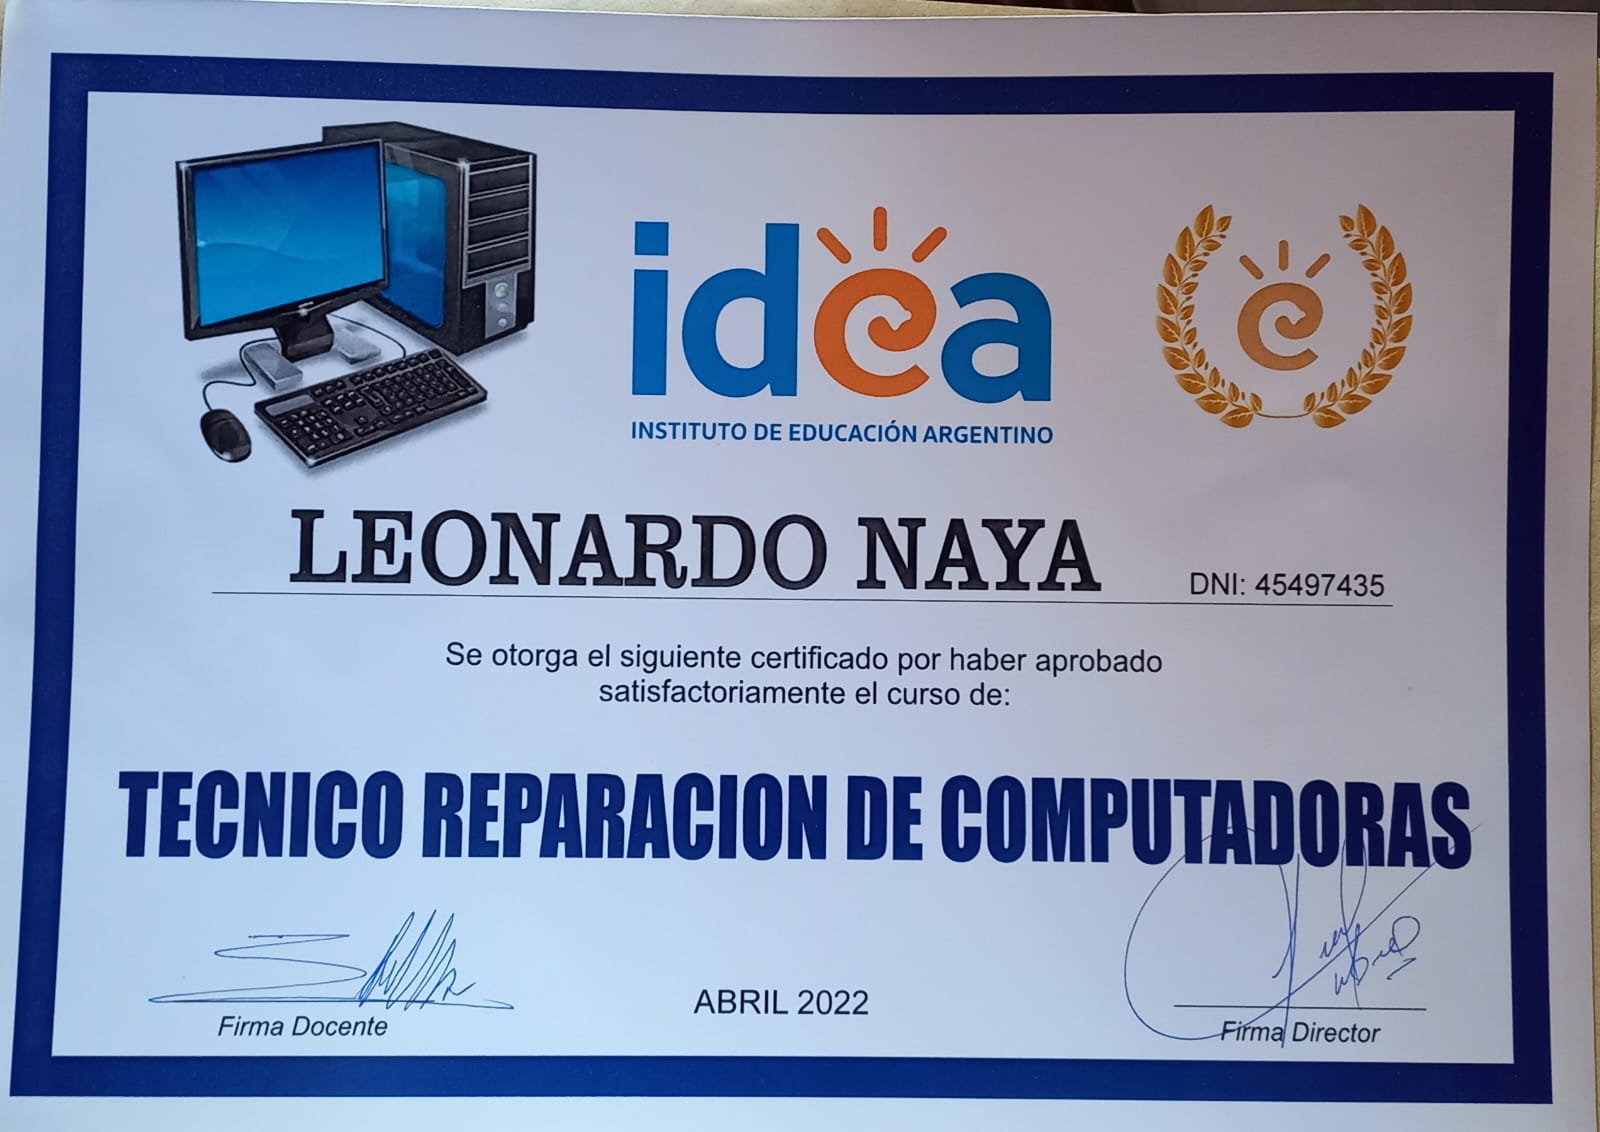 idea
INSTITUTO DE EDUCACIÓN ARGENTINO
e
LEONARDO NAYA
DNI: 45497435
Se otorga el siguiente certificado por haber aprobado
satisfactoriamente el curso de:
TECNICO REPARACION DE COMPUTADORAS
Firma Docente
ABRIL 2022
Firma Director